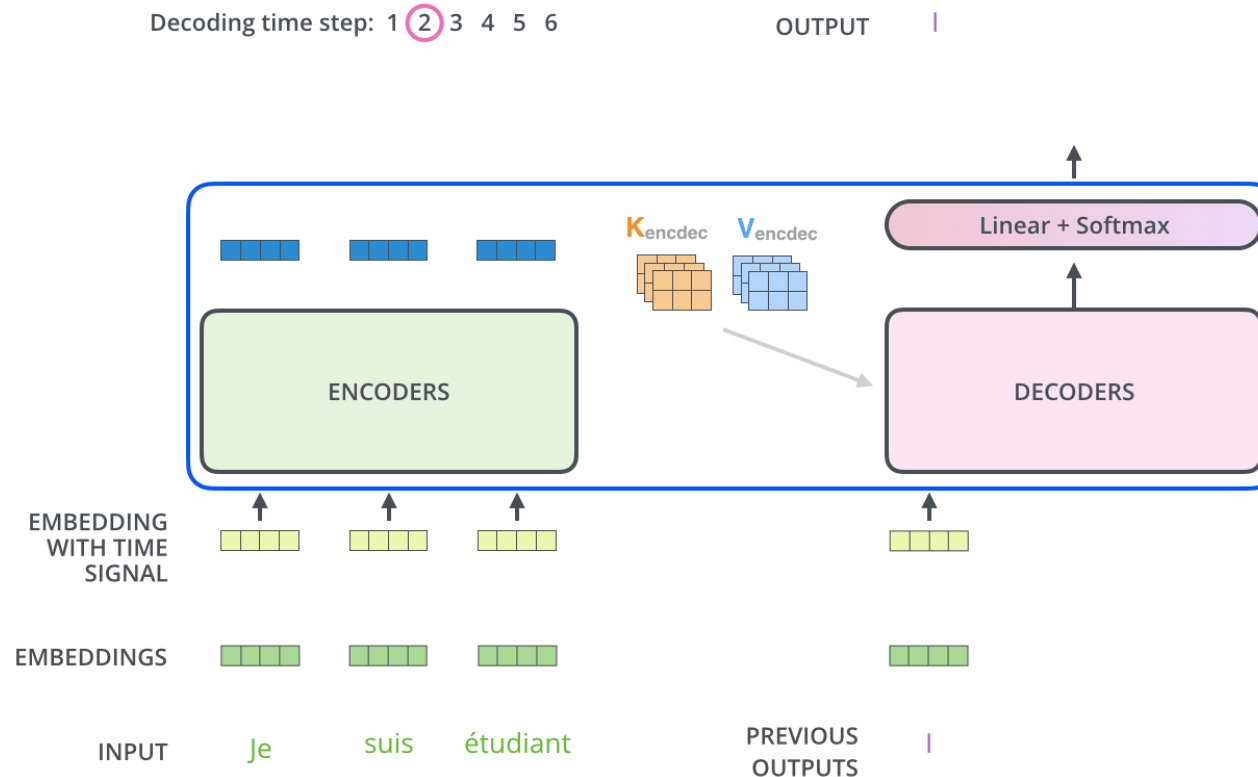 Decoding time step: 1 2 3 4 5 6
OUTPUT I
Kencdec Vencdec
Linear + Softmax
ENCODERS
DECODERS
EMBEDDING
WITH TIME
SIGNAL
EMBEDDINGS
INPUT Je suis étudiant
PREVIOUS
OUTPUTS
I